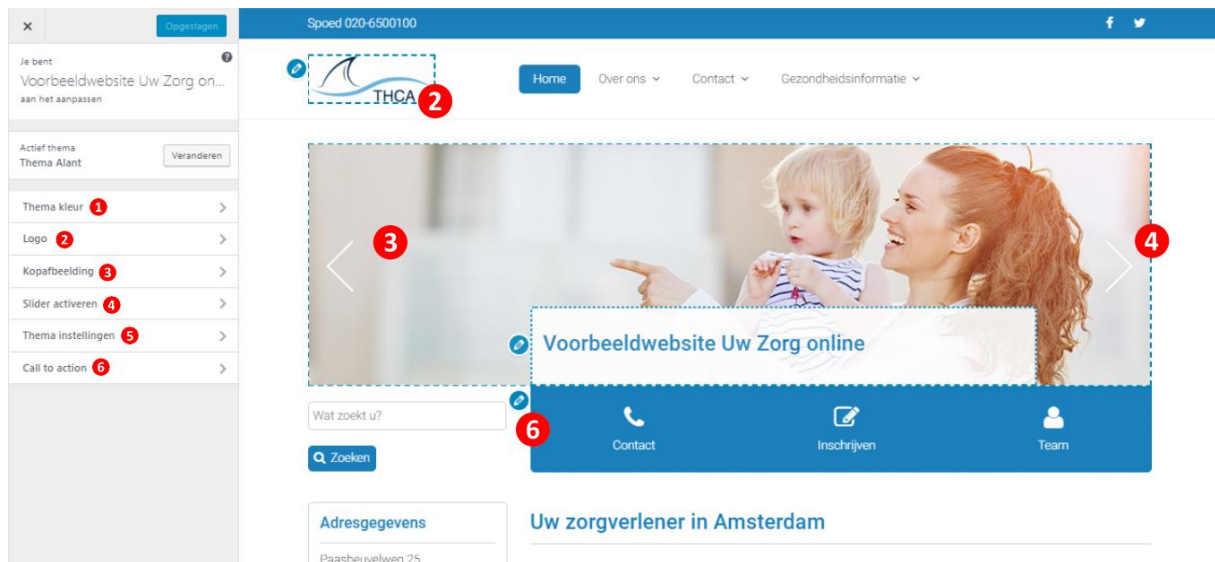 Opgeslagen
Je bent
Voorbeeldwebsite Uw Zorg on...
aan het aanpassen
Actief thema
Thema Alant
Veranderen
Thema kleur 1
Logo 2
Kopafbeelding 3
Slider activeren 4
Thema instellingen 5
Call to action 6
Spoed 020-6500100
THCA
2
Home Over ons Contact Gezondheidsinformatie
3
4
Voorbeeldwebsite Uw Zorg online
Wat zoekt u?
Zoeken
6
Contact Inschrijven Team
Adresgegevens
Paasheuvelweg 25
Uw zorgverlener in Amsterdam